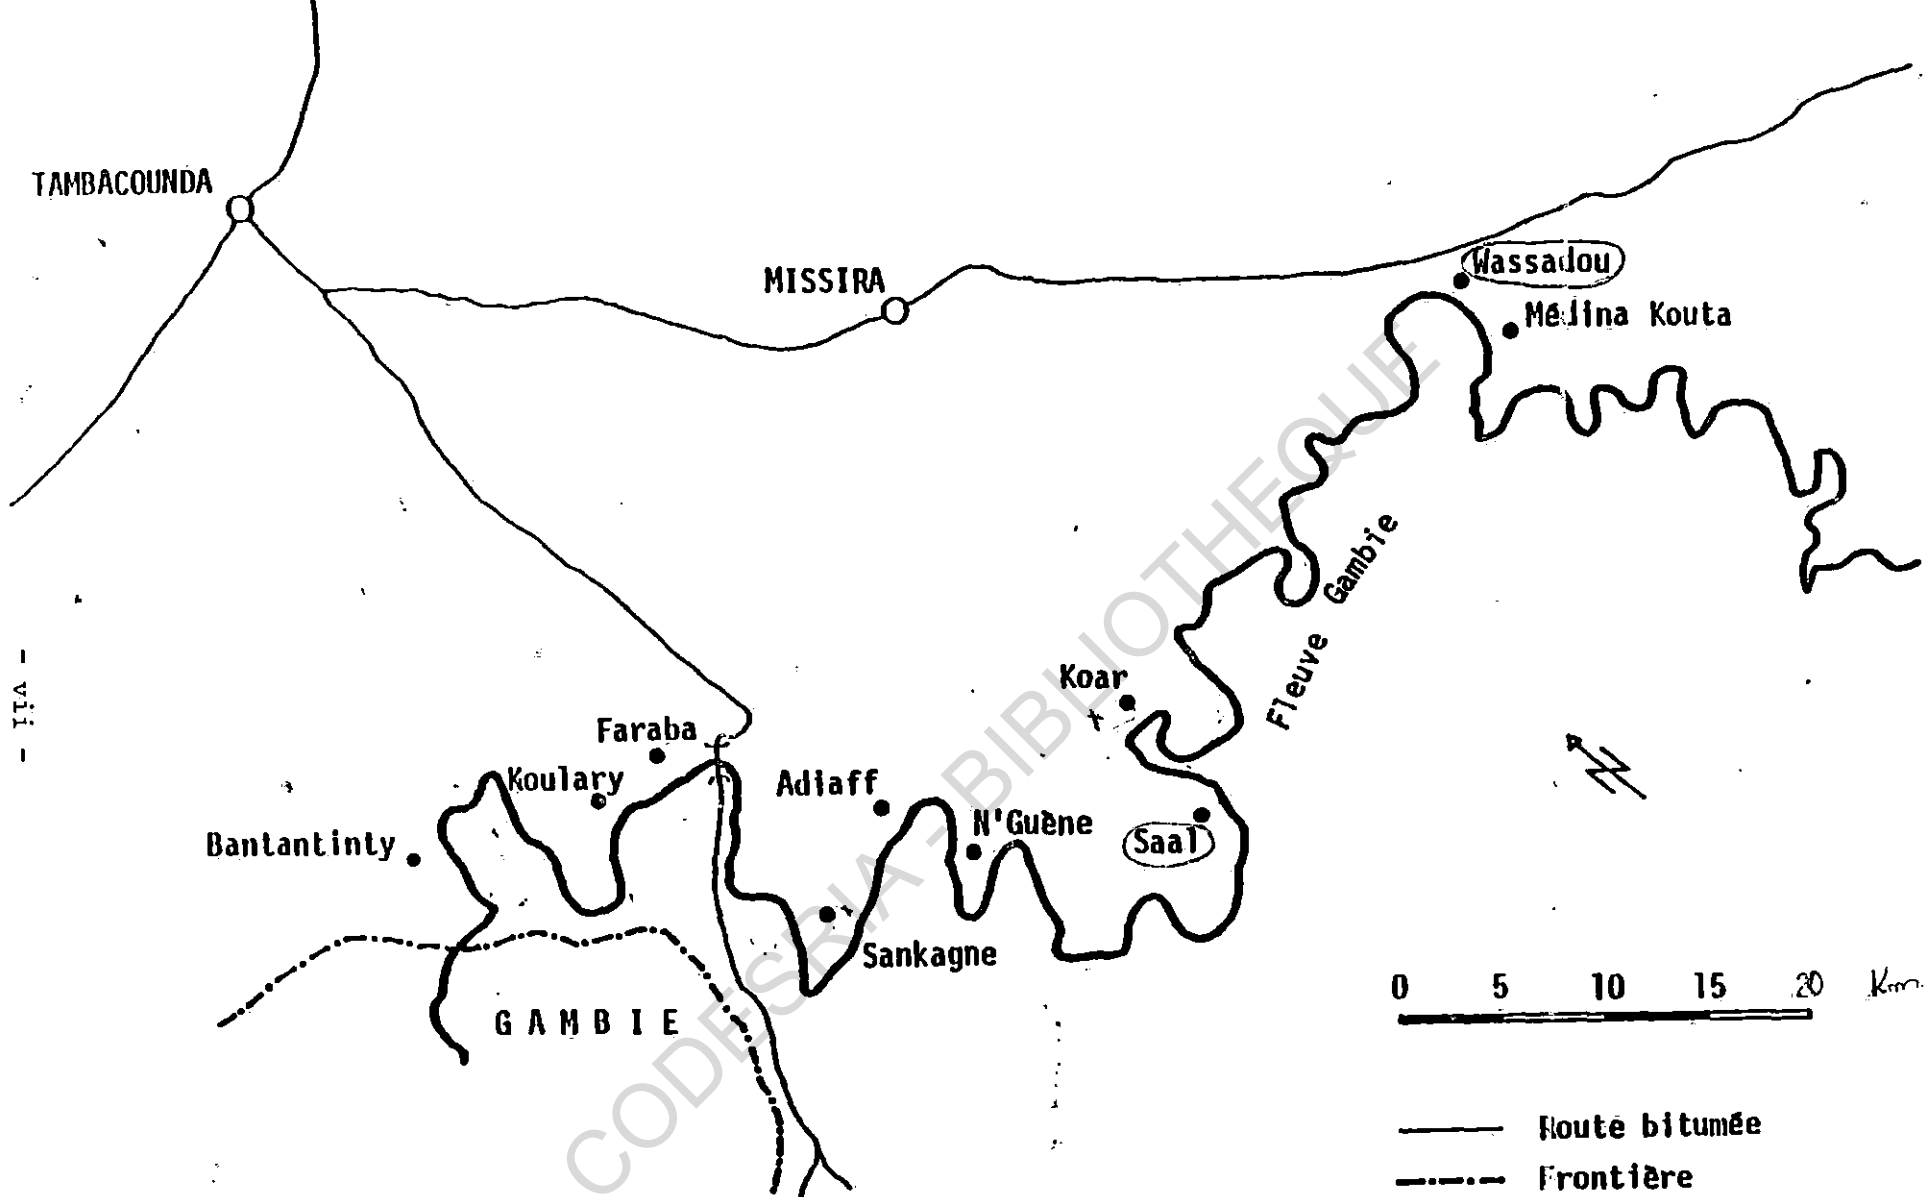 TAMBACOUNDA
MISSIRA
Wassadou
Médina Kouta
Fleuve Gambie
Koar
Faraba
Koulary
Adiaff
N'Guène
Saal
Bantantinty
Sankagne
GAMBIE
0 5 10 15 20 Km
Route bitumée
Frontière
- vii -
CODESRIA - BIBLIOTHEQUE